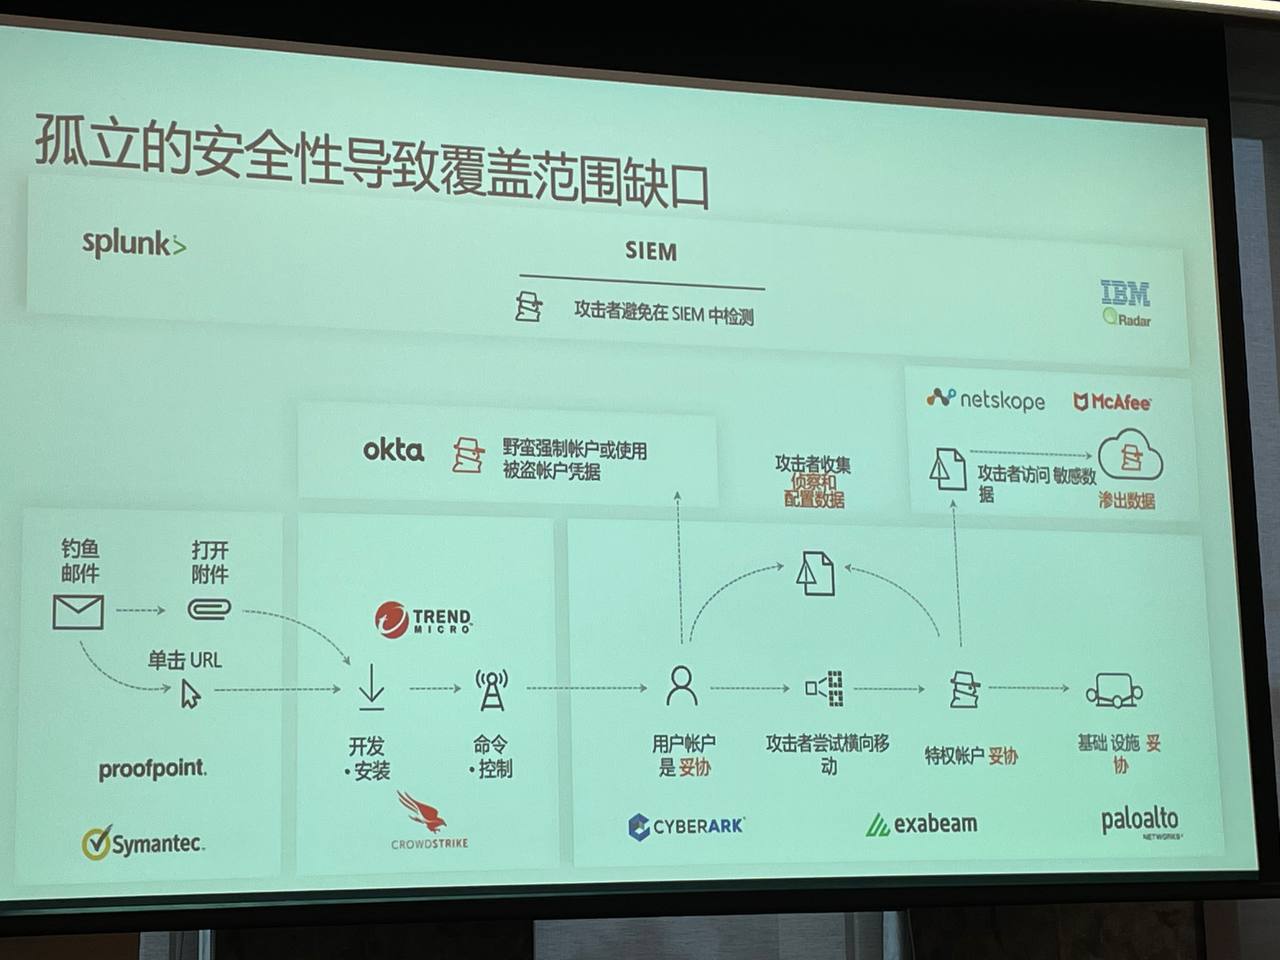 孤立的安全性导致覆盖范围缺口
splunk>
SIEM
攻击者避免在 SIEM 中检测
IBM
QRadar
netskope
McAfee
okta
野蛮强制帐户或使用
被盗帐户凭据
攻击者收集
侦察和
配置数据
攻击者访问 敏感数
据
渗出数据
钓鱼
邮件
打开
附件
单击 URL
TREND
MICRO
开发
•安装
命令
•控制
用户帐户
是 妥协
攻击者尝试横向移
动
特权帐户 妥协
基础 设施 妥
协
proofpoint.
Symantec.
CROWDSTRIKE
CYBERARK
exabeam
paloalto
NETWORKS